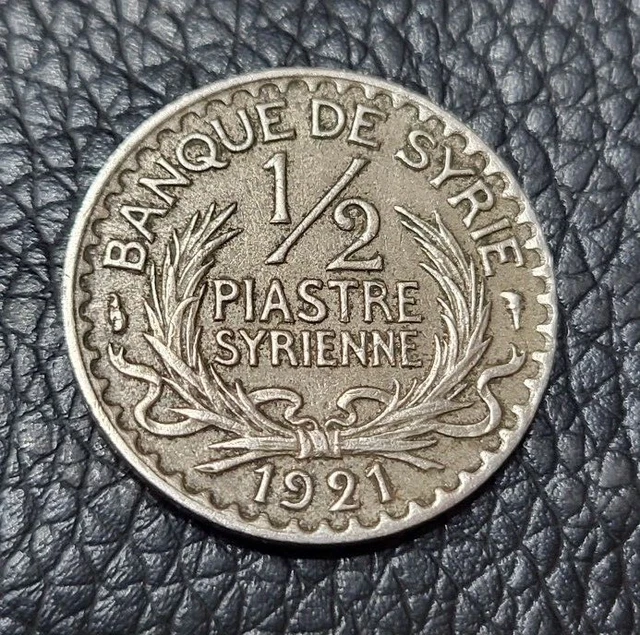 BANQUE DE SYRIE
1/2
PIASTRE
SYRIENNE
1921